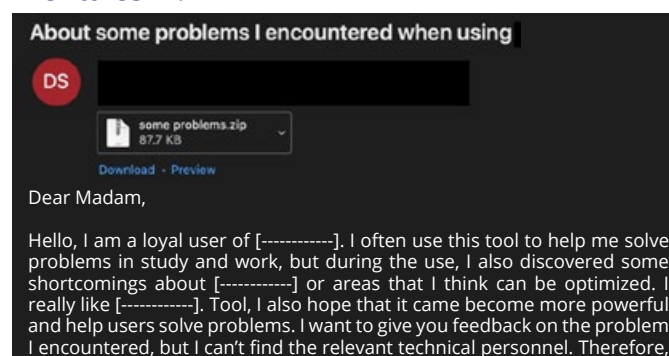 About some problems I encountered when using
DS
some problems.zip
87.7 KB
Download • Preview
Dear Madam,
Hello, I am a loyal user of [------------]. I often use this tool to help me solve
problems in study and work, but during the use, I also discovered some
shortcomings about [------------] or areas that I think can be optimized. I
really like [------------]. Tool, I also hope that it came become more powerful
and help users solve problems. I want to give you feedback on the problem
I encountered, but I can't find the relevant technical personnel. Therefore,